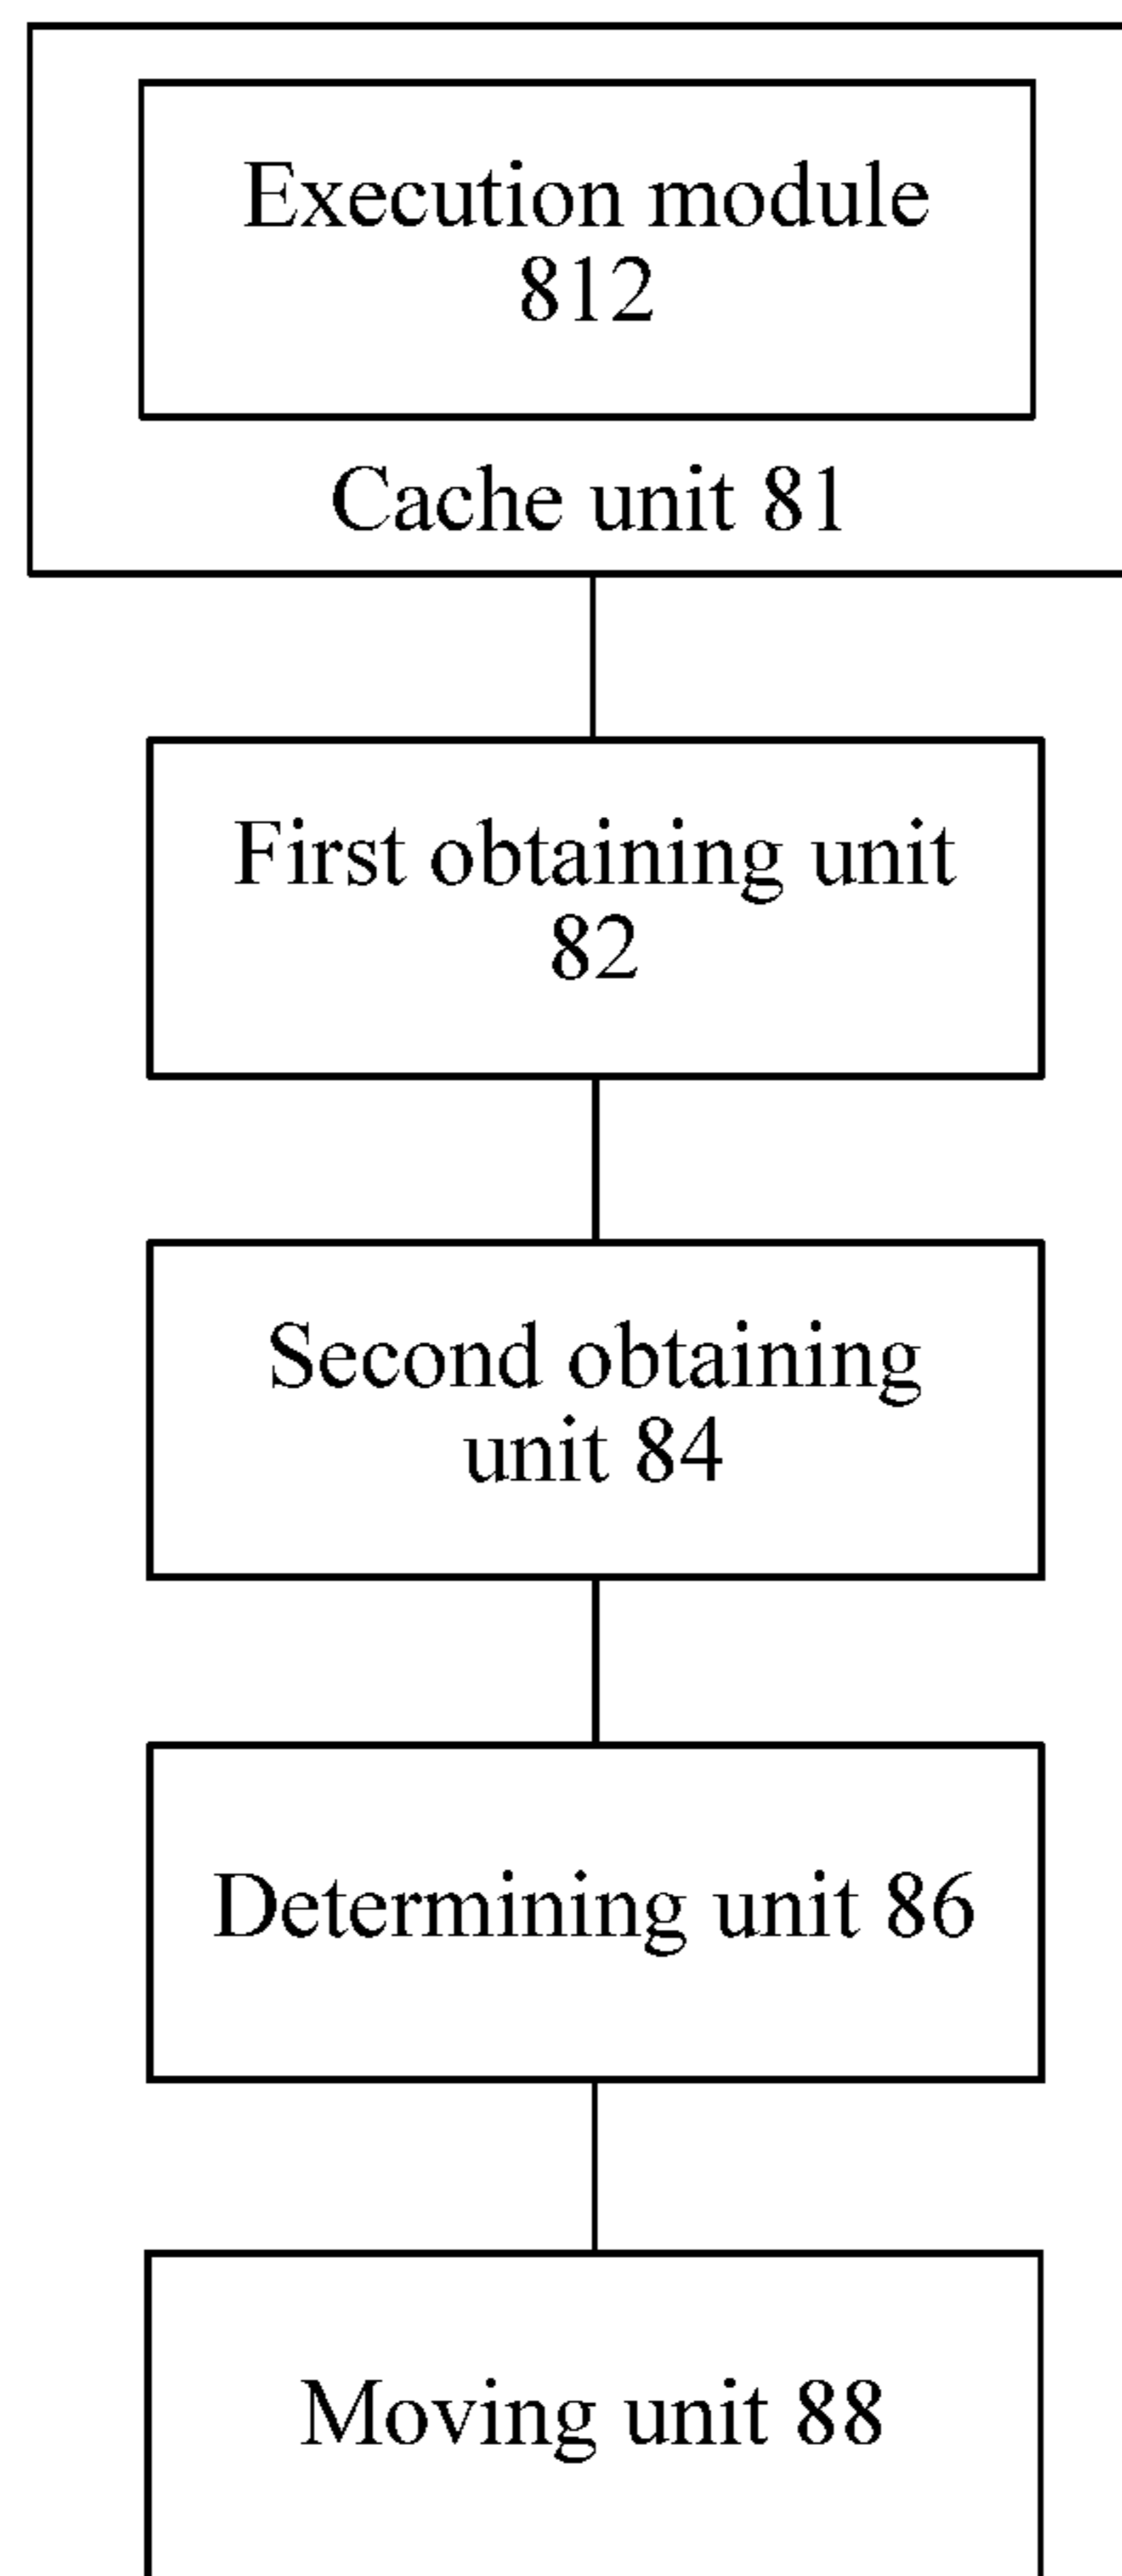 Execution module
812
Cache unit 81
First obtaining unit
82
Second obtaining
unit 84
Determining unit 86
Moving unit 88